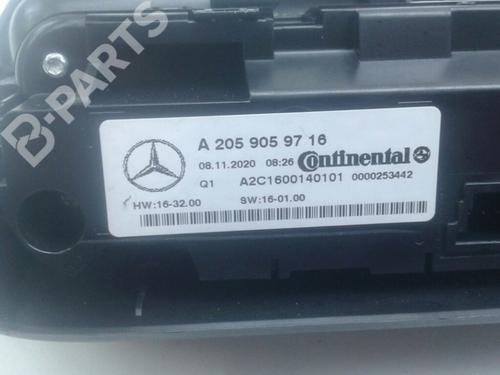 B-PARTS
A 205 905 97 16
08.11.2020 08:26 Continental
Q1 A2C1600140101 0000253442
HW:16-32.00 SW:16-01.00